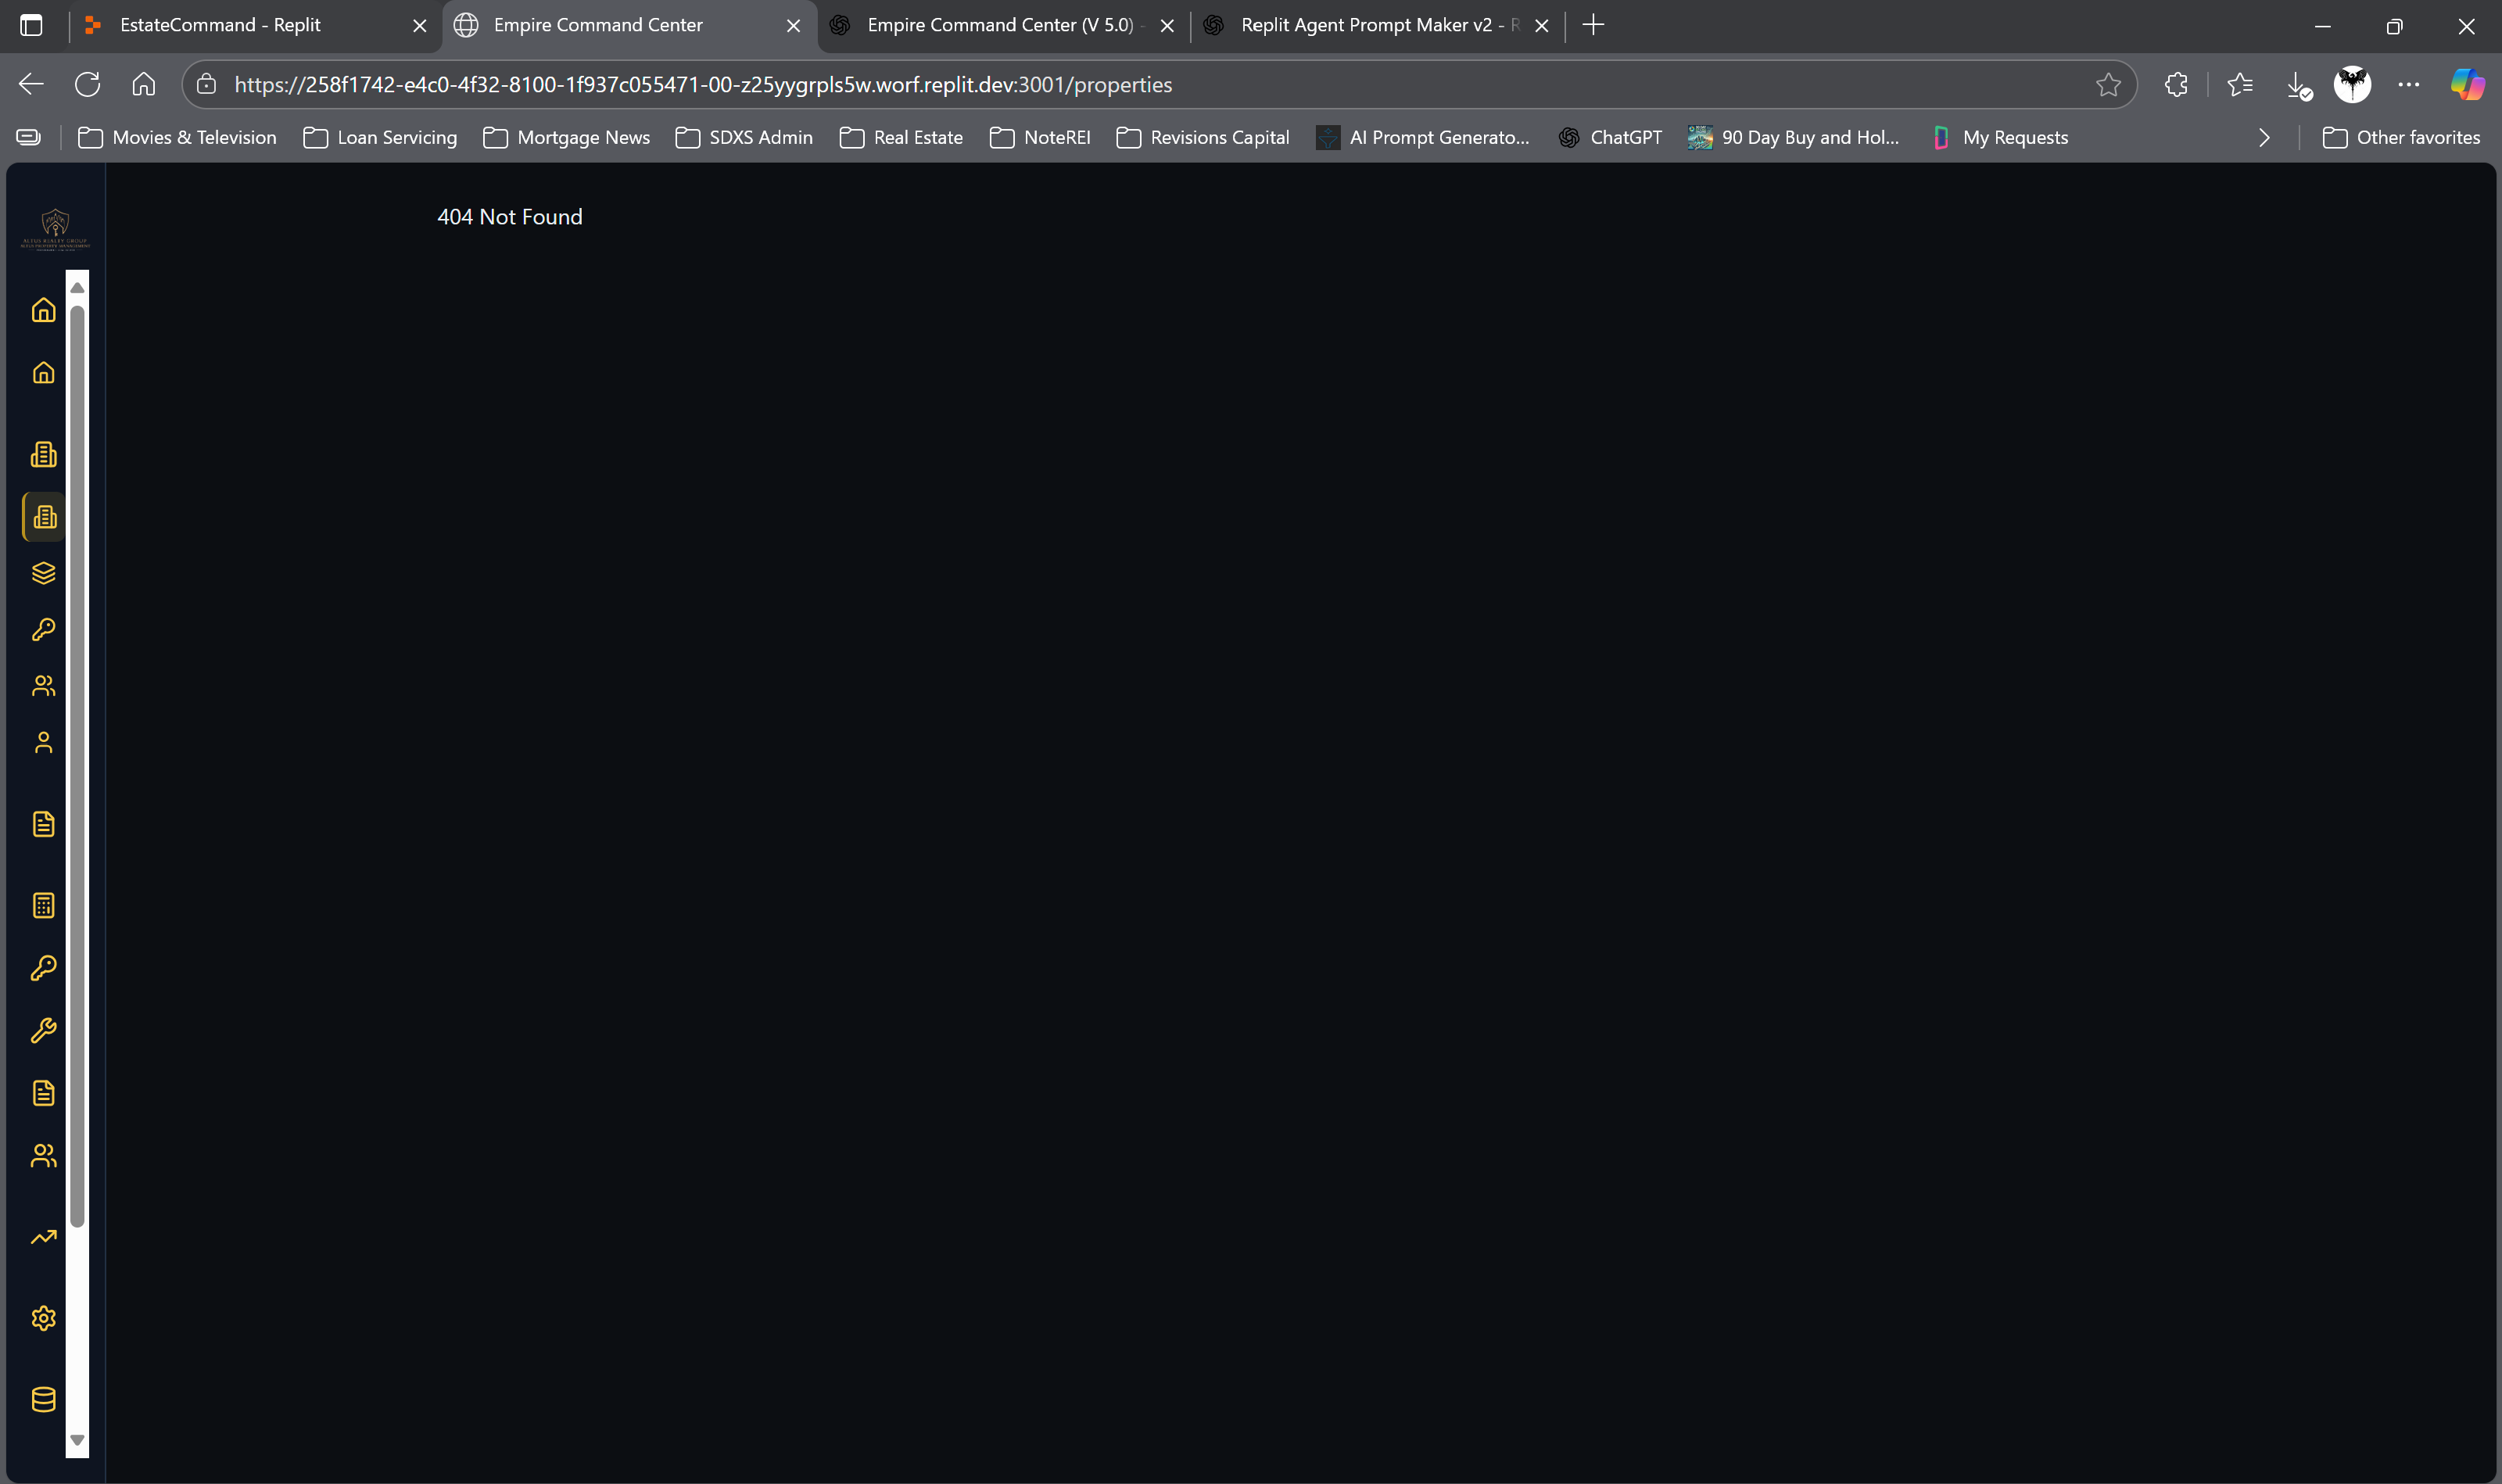 EstateCommand - Replit
Empire Command Center
Empire Command Center (V 5.0) -
Replit Agent Prompt Maker v2 - R
https://258f1742-e4c0-4f32-8100-1f937c055471-00-z25yygrpls5w.worf.replit.dev:3001/properties
Movies & Television
Loan Servicing
Mortgage News
SDXS Admin
Real Estate
NoteREI
Revisions Capital
AI Prompt Generato...
ChatGPT
90 Day Buy and Hol...
My Requests
Other favorites
404 Not Found